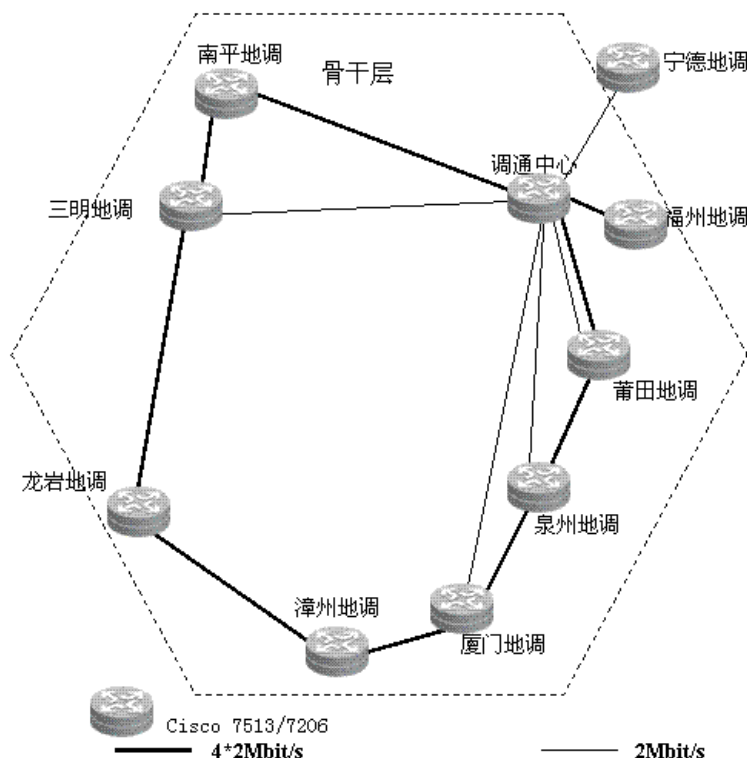 南平地调
骨干层
宁德地调
调通中心
三明地调
福州地调
莆田地调
龙岩地调
泉州地调
漳州地调
厦门地调
Cisco 7513/7206
4*2Mbit/s
2Mbit/s